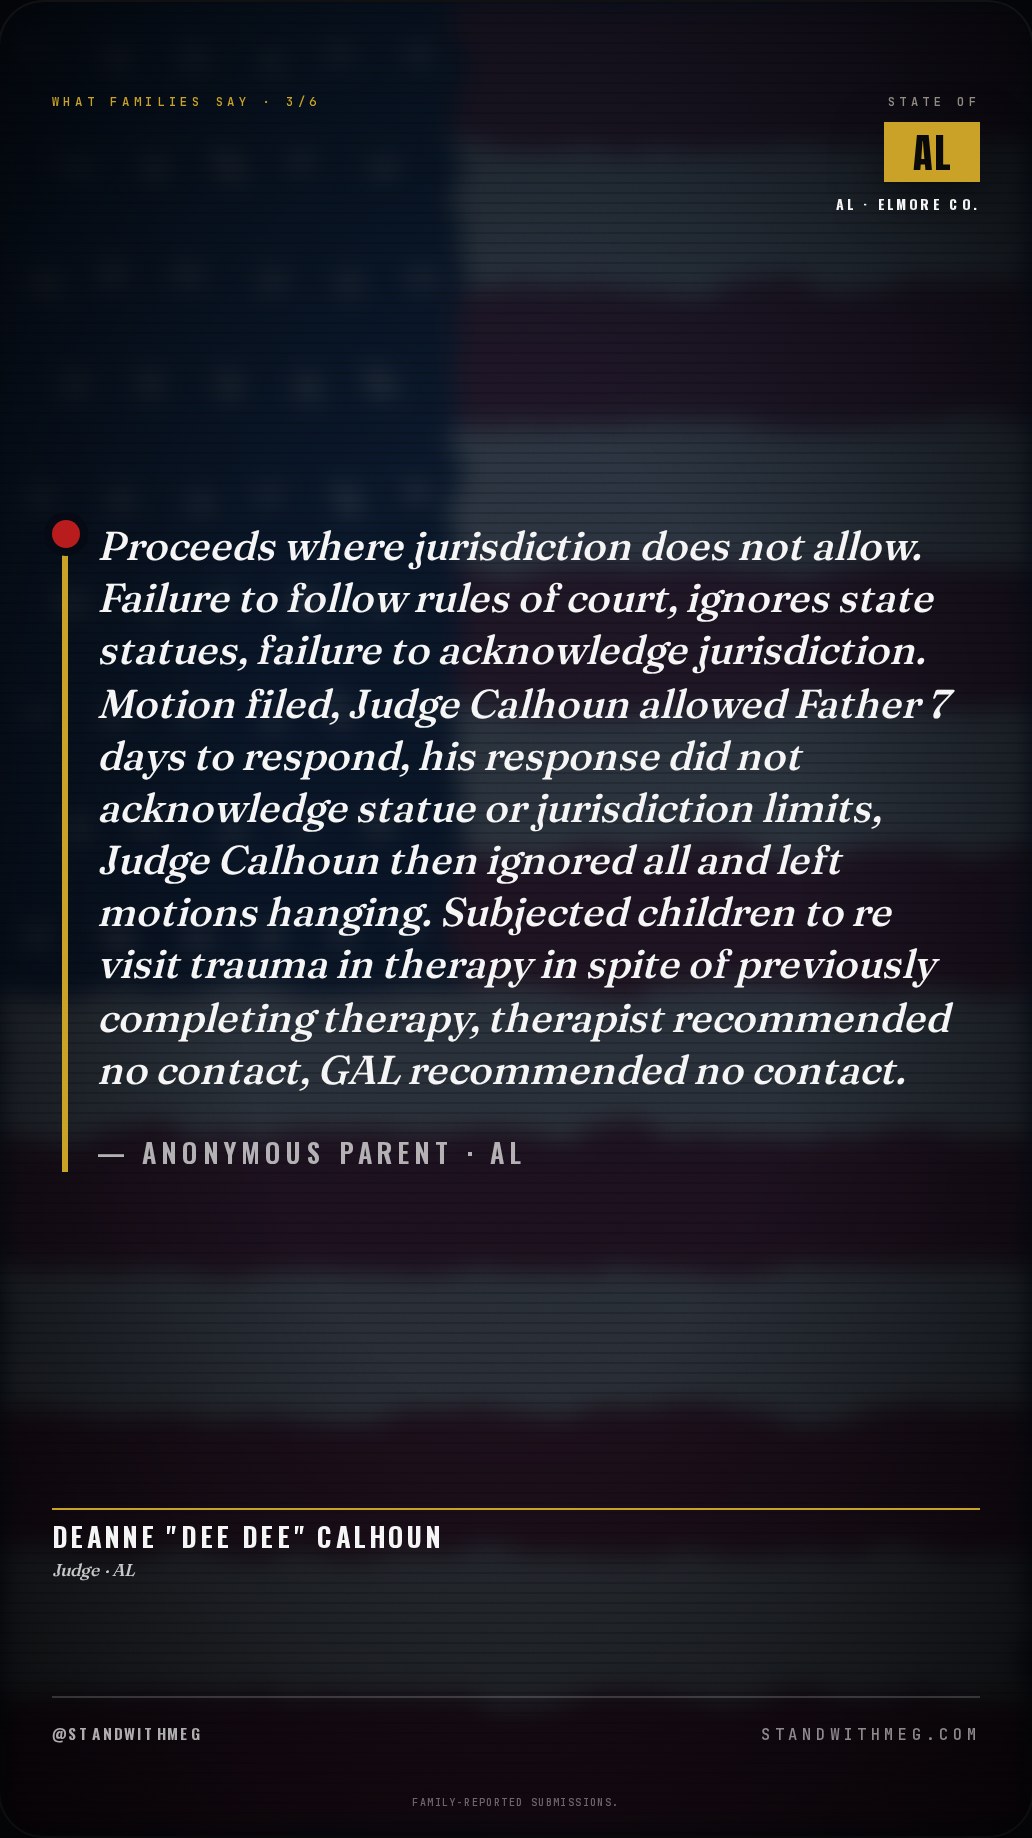 WHAT FAMILIES SAY · 3/6
STATE OF
AL
AL · ELMORE CO.
Proceeds where jurisdiction does not allow.
Failure to follow rules of court, ignores state
statues, failure to acknowledge jurisdiction.
Motion filed, Judge Calhoun allowed Father 7
days to respond, his response did not
acknowledge statue or jurisdiction limits,
Judge Calhoun then ignored all and left
motions hanging. Subjected children to re
visit trauma in therapy in spite of previously
completing therapy, therapist recommended
no contact, GAL recommended no contact.
— ANONYMOUS PARENT · AL
DEANNE "DEE DEE" CALHOUN
Judge · AL
@STANDWITHMEG
STANDWITHMEG.COM
FAMILY-REPORTED SUBMISSIONS.